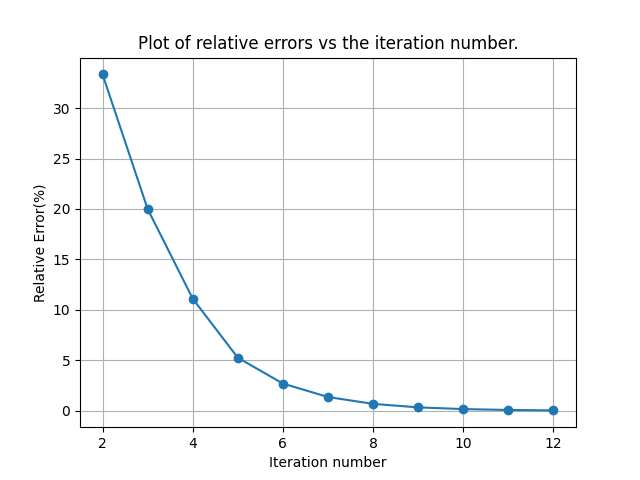 Plot of relative errors vs the iteration number.
30
25
20
15
10
5
0
Relative Error(%)
2 4 6 8 10 12
Iteration number